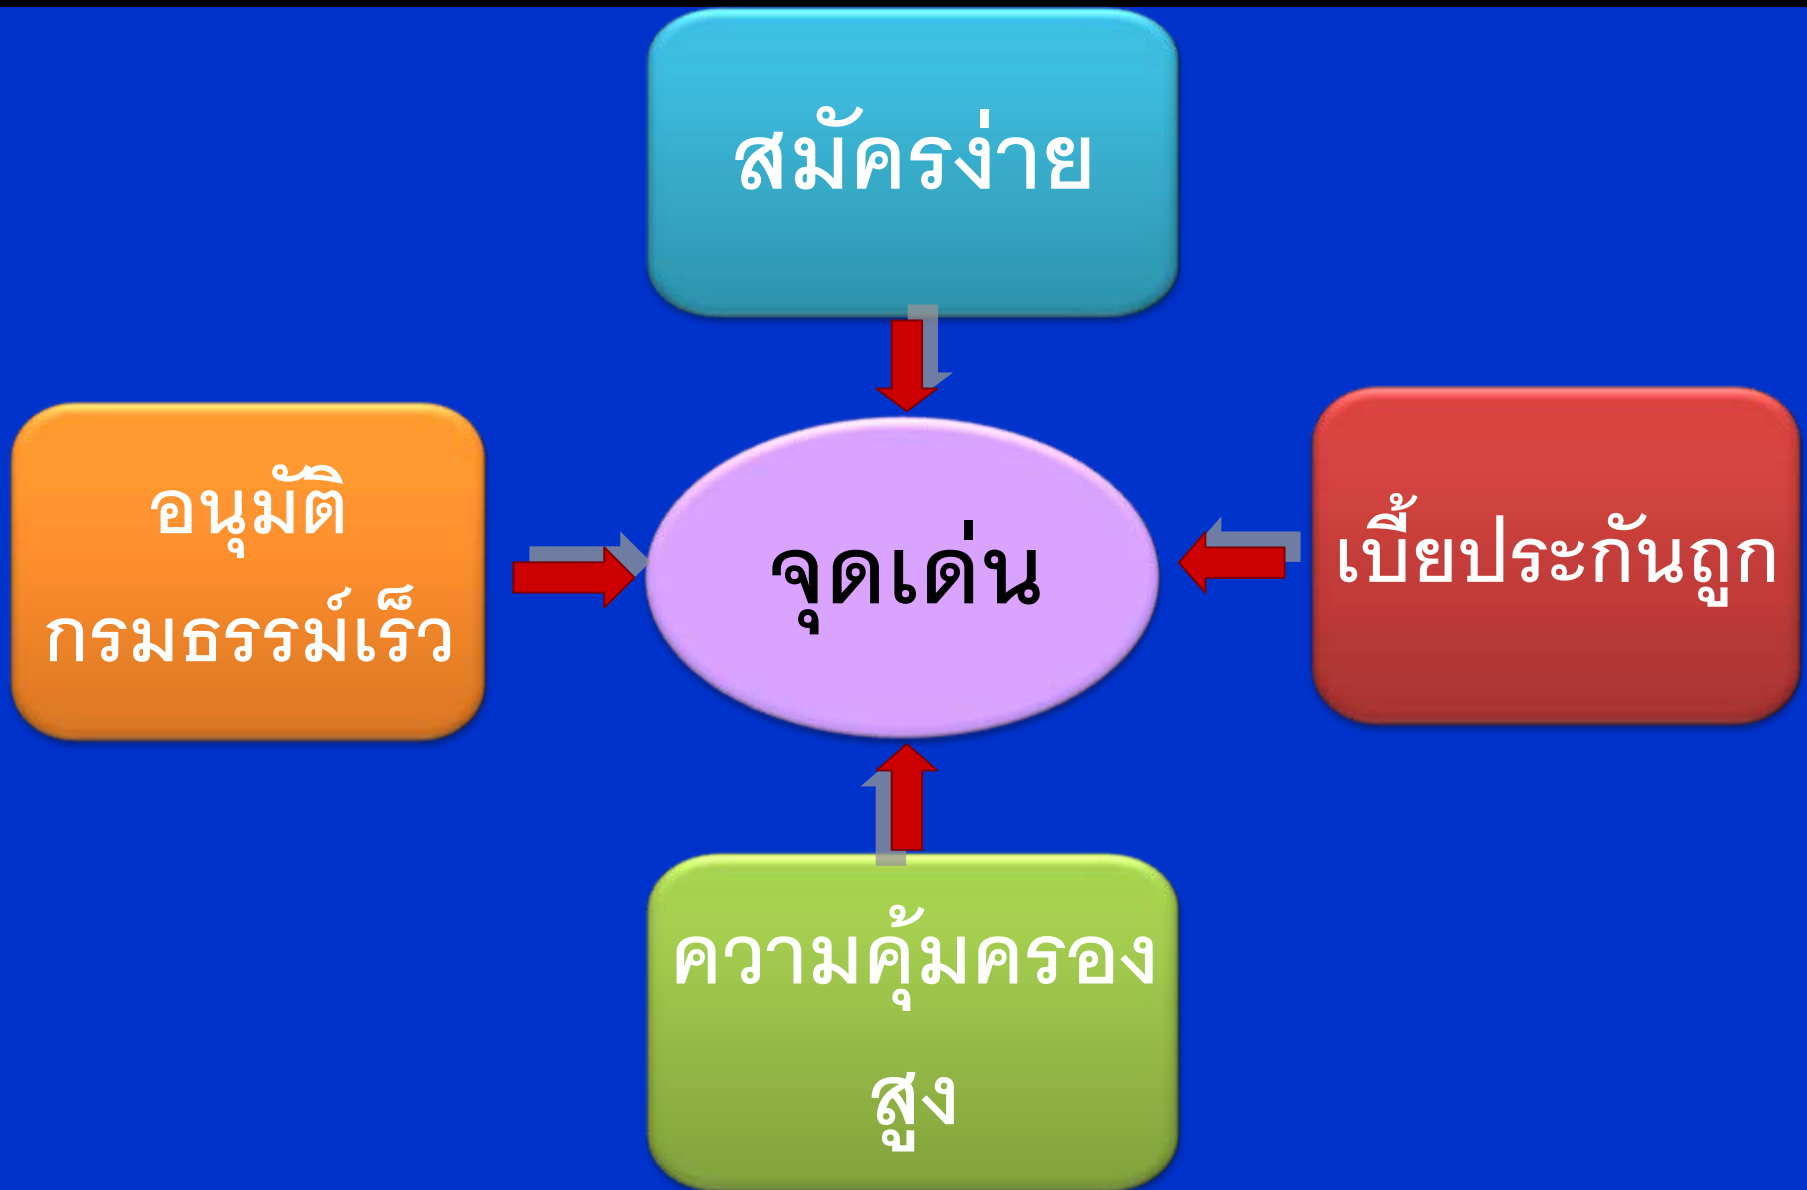 สมัครง่าย
อนุมัติ
กรมธรรม์เร็ว
จุดเด่น
เบี้ยประกันถูก
ความคุ้มครอง
สูง